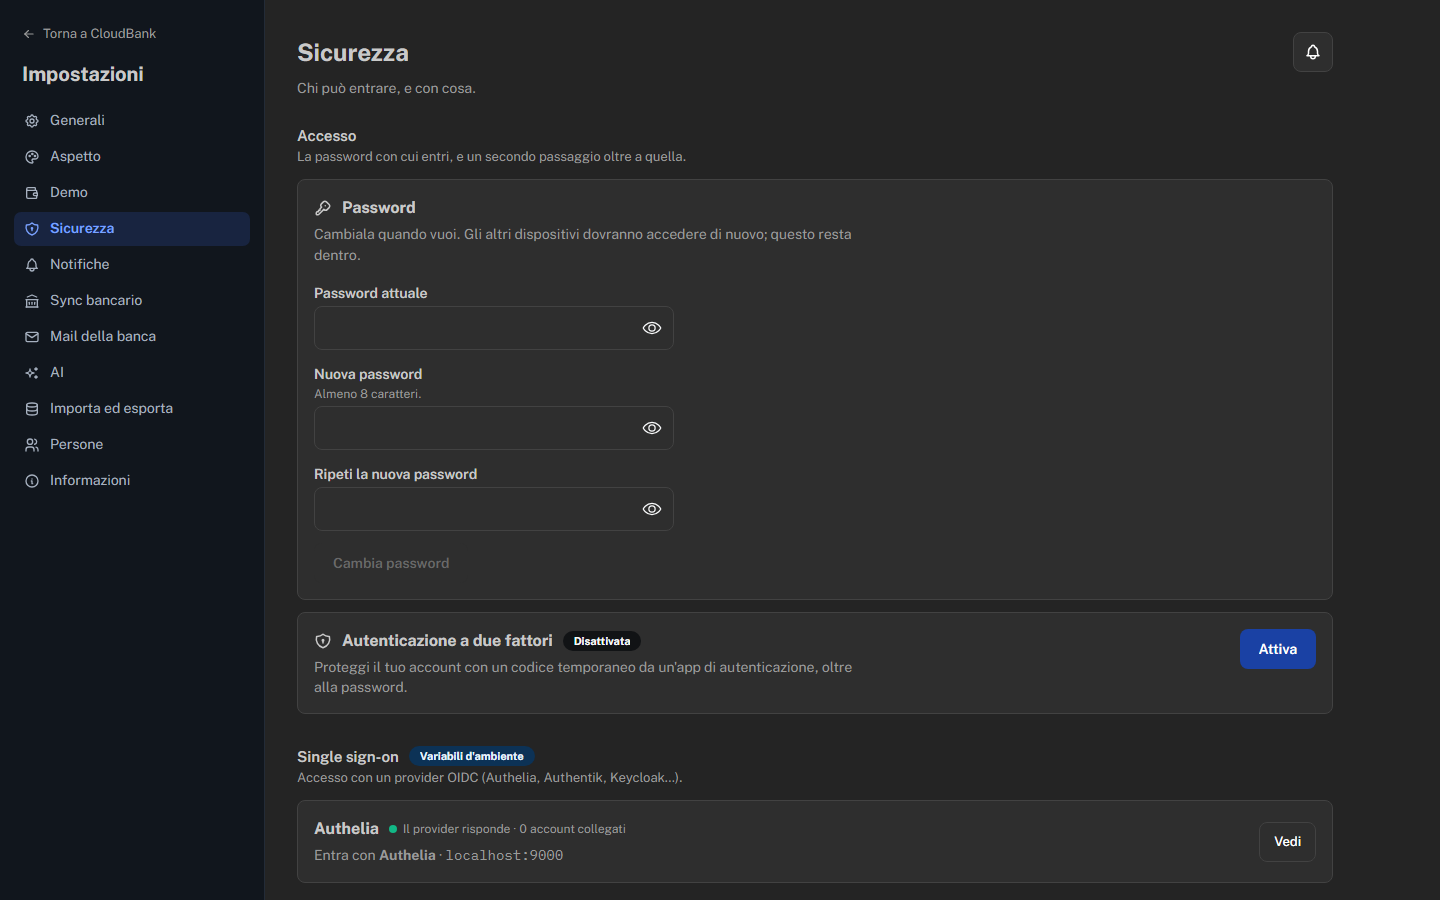 Torna a CloudBank
Impostazioni
Generali
Aspetto
Demo
Sicurezza
Notifiche
Sync bancario
Mail della banca
AI
Importa ed esporta
Persone
Informazioni
Sicurezza
Chi può entrare, e con cosa.
Accesso
La password con cui entri, e un secondo passaggio oltre a quella.
Password
Cambiala quando vuoi. Gli altri dispositivi dovranno accedere di nuovo; questo resta
dentro.
Password attuale
Nuova password
Almeno 8 caratteri.
Ripeti la nuova password
Cambia password
Autenticazione a due fattori Disattivata
Proteggi il tuo account con un codice temporaneo da un'app di autenticazione, oltre
alla password.
Attiva
Single sign-on Variabili d'ambiente
Accesso con un provider OIDC (Authelia, Authentik, Keycloak...).
Authelia Il provider risponde · 0 account collegati
Entra con Authelia · localhost:9000
Vedi